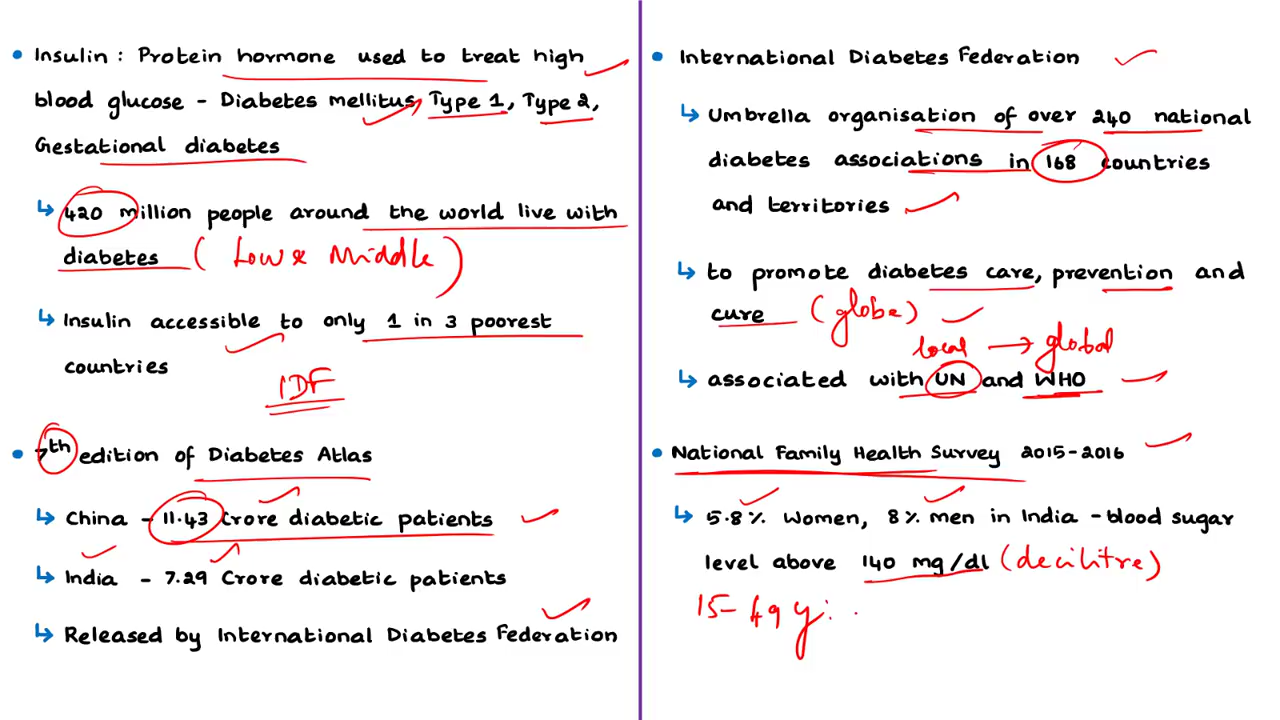 • Insulin : Protein hormone used to treat high
blood glucose - Diabetes mellitus Type 1, Type 2,
Gestational diabetes
↳ 420 million people around the world live with
diabetes ( Low & Middle )
↳ Insulin accessible to only 1 in 3 poorest
countries
IDF
• 7th edition of Diabetes Atlas
↳ China - 11.43 Crore diabetic patients
↳ India - 7.29 Crore diabetic patients
↳ Released by International Diabetes Federation
• International Diabetes Federation
↳ Umbrella organisation of over 240 national
diabetes associations in 168 countries
and territories
↳ to promote diabetes care, prevention and
cure (globe)
local → global
↳ associated with UN and WHO
• National Family Health Survey 2015-2016
↳ 5.8% Women, 8% men in India - blood sugar
level above 140 mg/dl (decilitre)
15-49 y.